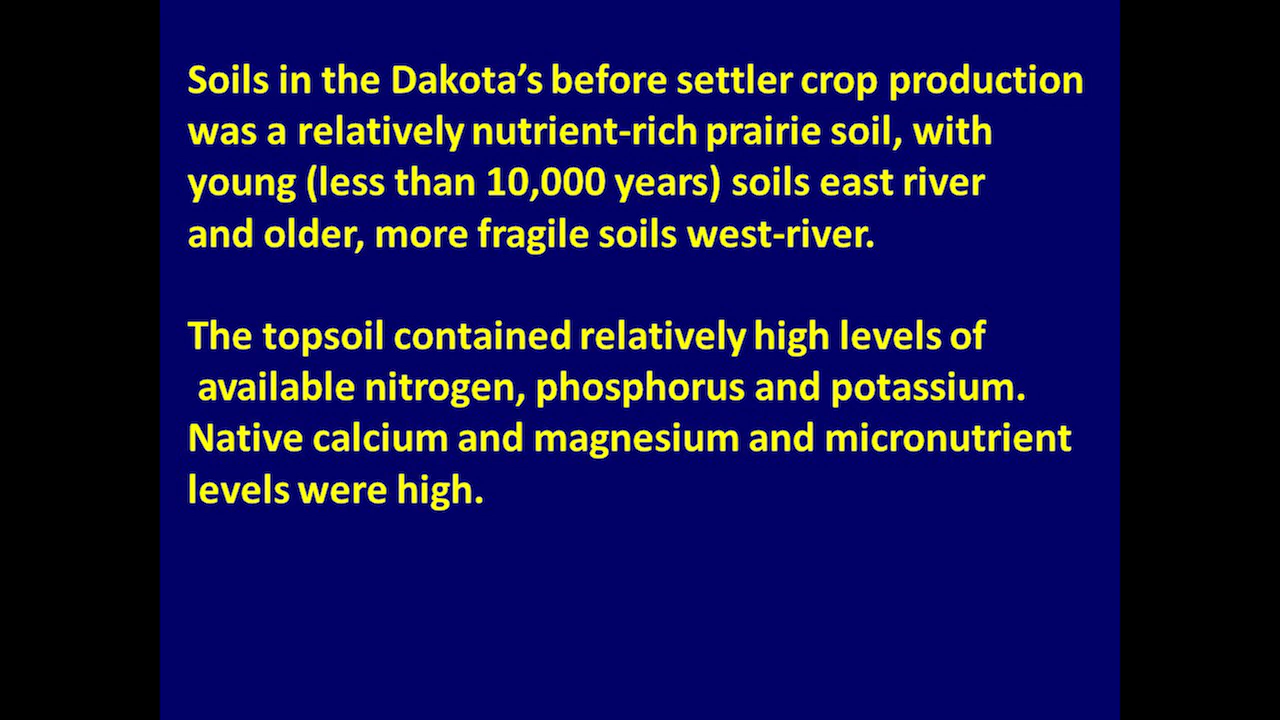 Soils in the Dakota’s before settler crop production
was a relatively nutrient-rich prairie soil, with
young (less than 10,000 years) soils east river
and older, more fragile soils west-river.
The topsoil contained relatively high levels of
available nitrogen, phosphorus and potassium.
Native calcium and magnesium and micronutrient
levels were high.